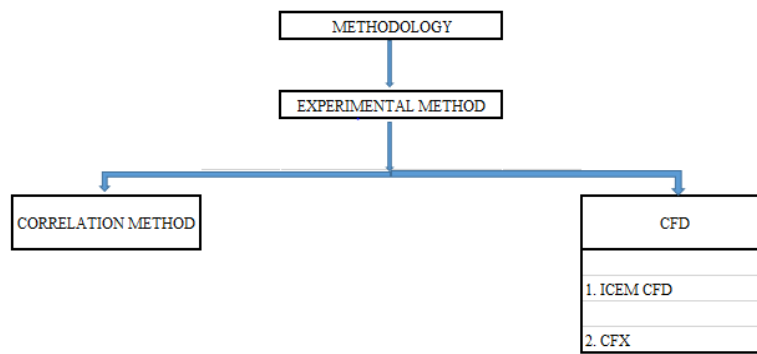 METHODOLOGY
EXPERIMENTAL METHOD
CORRELATION METHOD
CFD
1. ICEM CFD
2. CFX